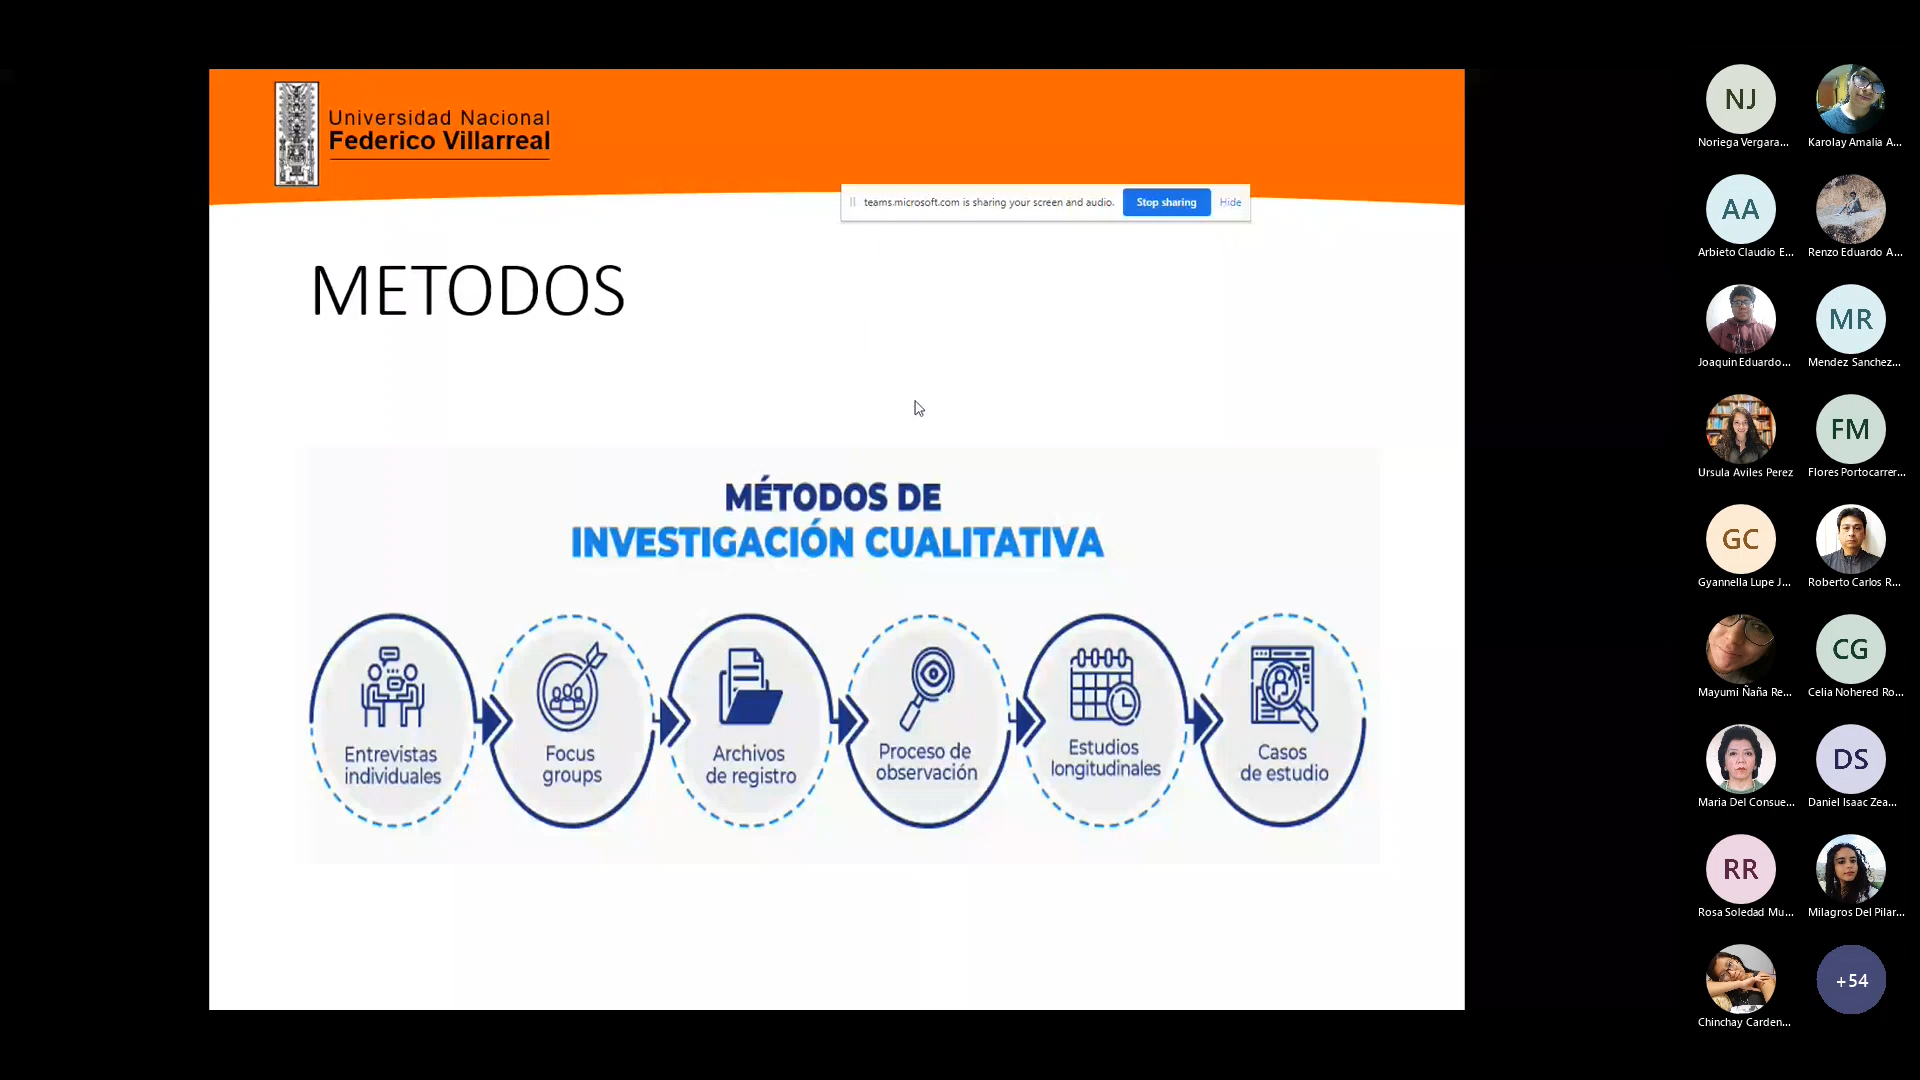 Universidad Nacional
Federico Villarreal
teams.microsoft.com is sharing your screen and audio.
Stop sharing
Hide
METODOS
MÉTODOS DE
INVESTIGACIÓN CUALITATIVA
Entrevistas
individuales
Focus
groups
Archivos
de registro
Proceso de
observación
Estudios
longitudinales
Casos
de estudio
NJ
Noriega Vergara...
Karolay Amalia A...
AA
Arbieto Claudio E...
Renzo Eduardo A...
Joaquin Eduardo...
MR
Mendez Sanchez...
Ursula Aviles Perez
FM
Flores Portocarrer...
GC
Gyannella Lupe J...
Roberto Carlos R...
Mayumi Ñaña Re...
CG
Celia Nohered Ro...
Maria Del Consue...
DS
Daniel Isaac Zea...
RR
Rosa Soledad Mu...
Milagros Del Pilar...
Chinchay Carden...
+54